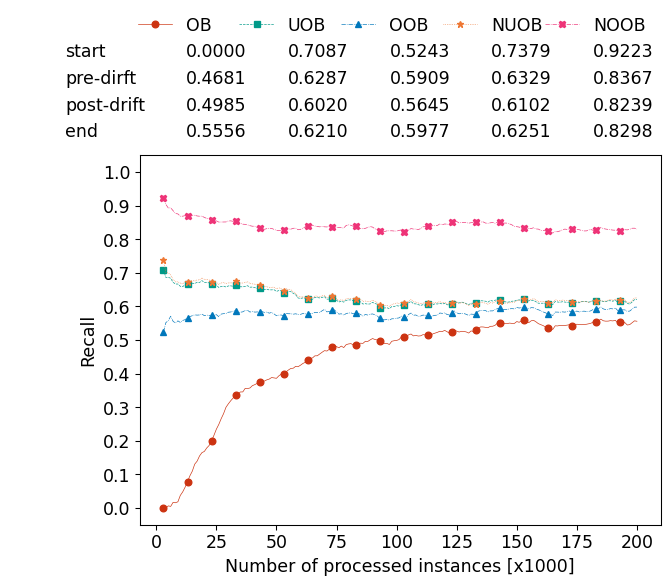 OB UOB OOB NUOB NOOB
start 0.0000 0.7087 0.5243 0.7379 0.9223
pre-dirft 0.4681 0.6287 0.5909 0.6329 0.8367
post-drift 0.4985 0.6020 0.5645 0.6102 0.8239
end 0.5556 0.6210 0.5977 0.6251 0.8298
1.0
0.9
0.8
0.7
0.6
0.5
0.4
0.3
0.2
0.1
0.0
Recall
0 25 50 75 100 125 150 175 200
Number of processed instances [x1000]